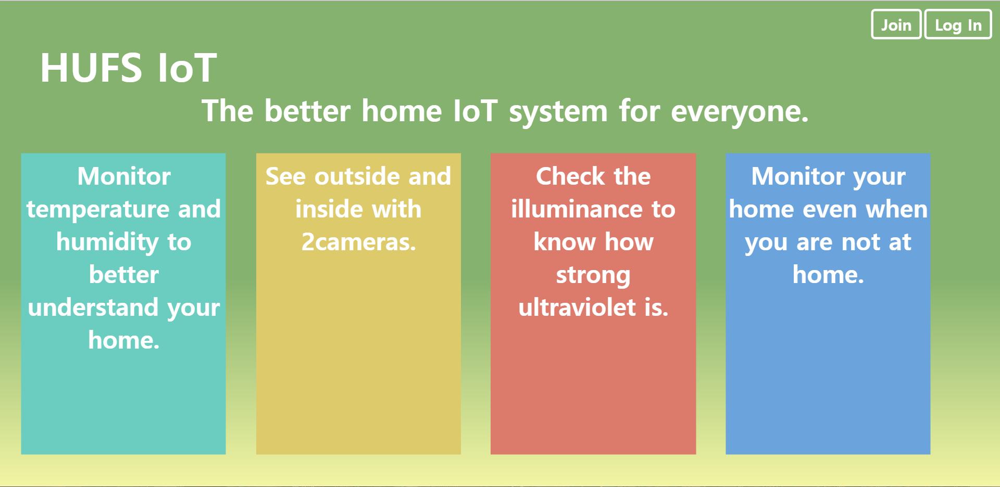 Join
Log In
HUFS IoT
The better home IoT system for everyone.
Monitor
temperature and
humidity to
better
understand your
home.
See outside and
inside with
2cameras.
Check the
illuminance to
know how
strong
ultraviolet is.
Monitor your
home even when
you are not at
home.